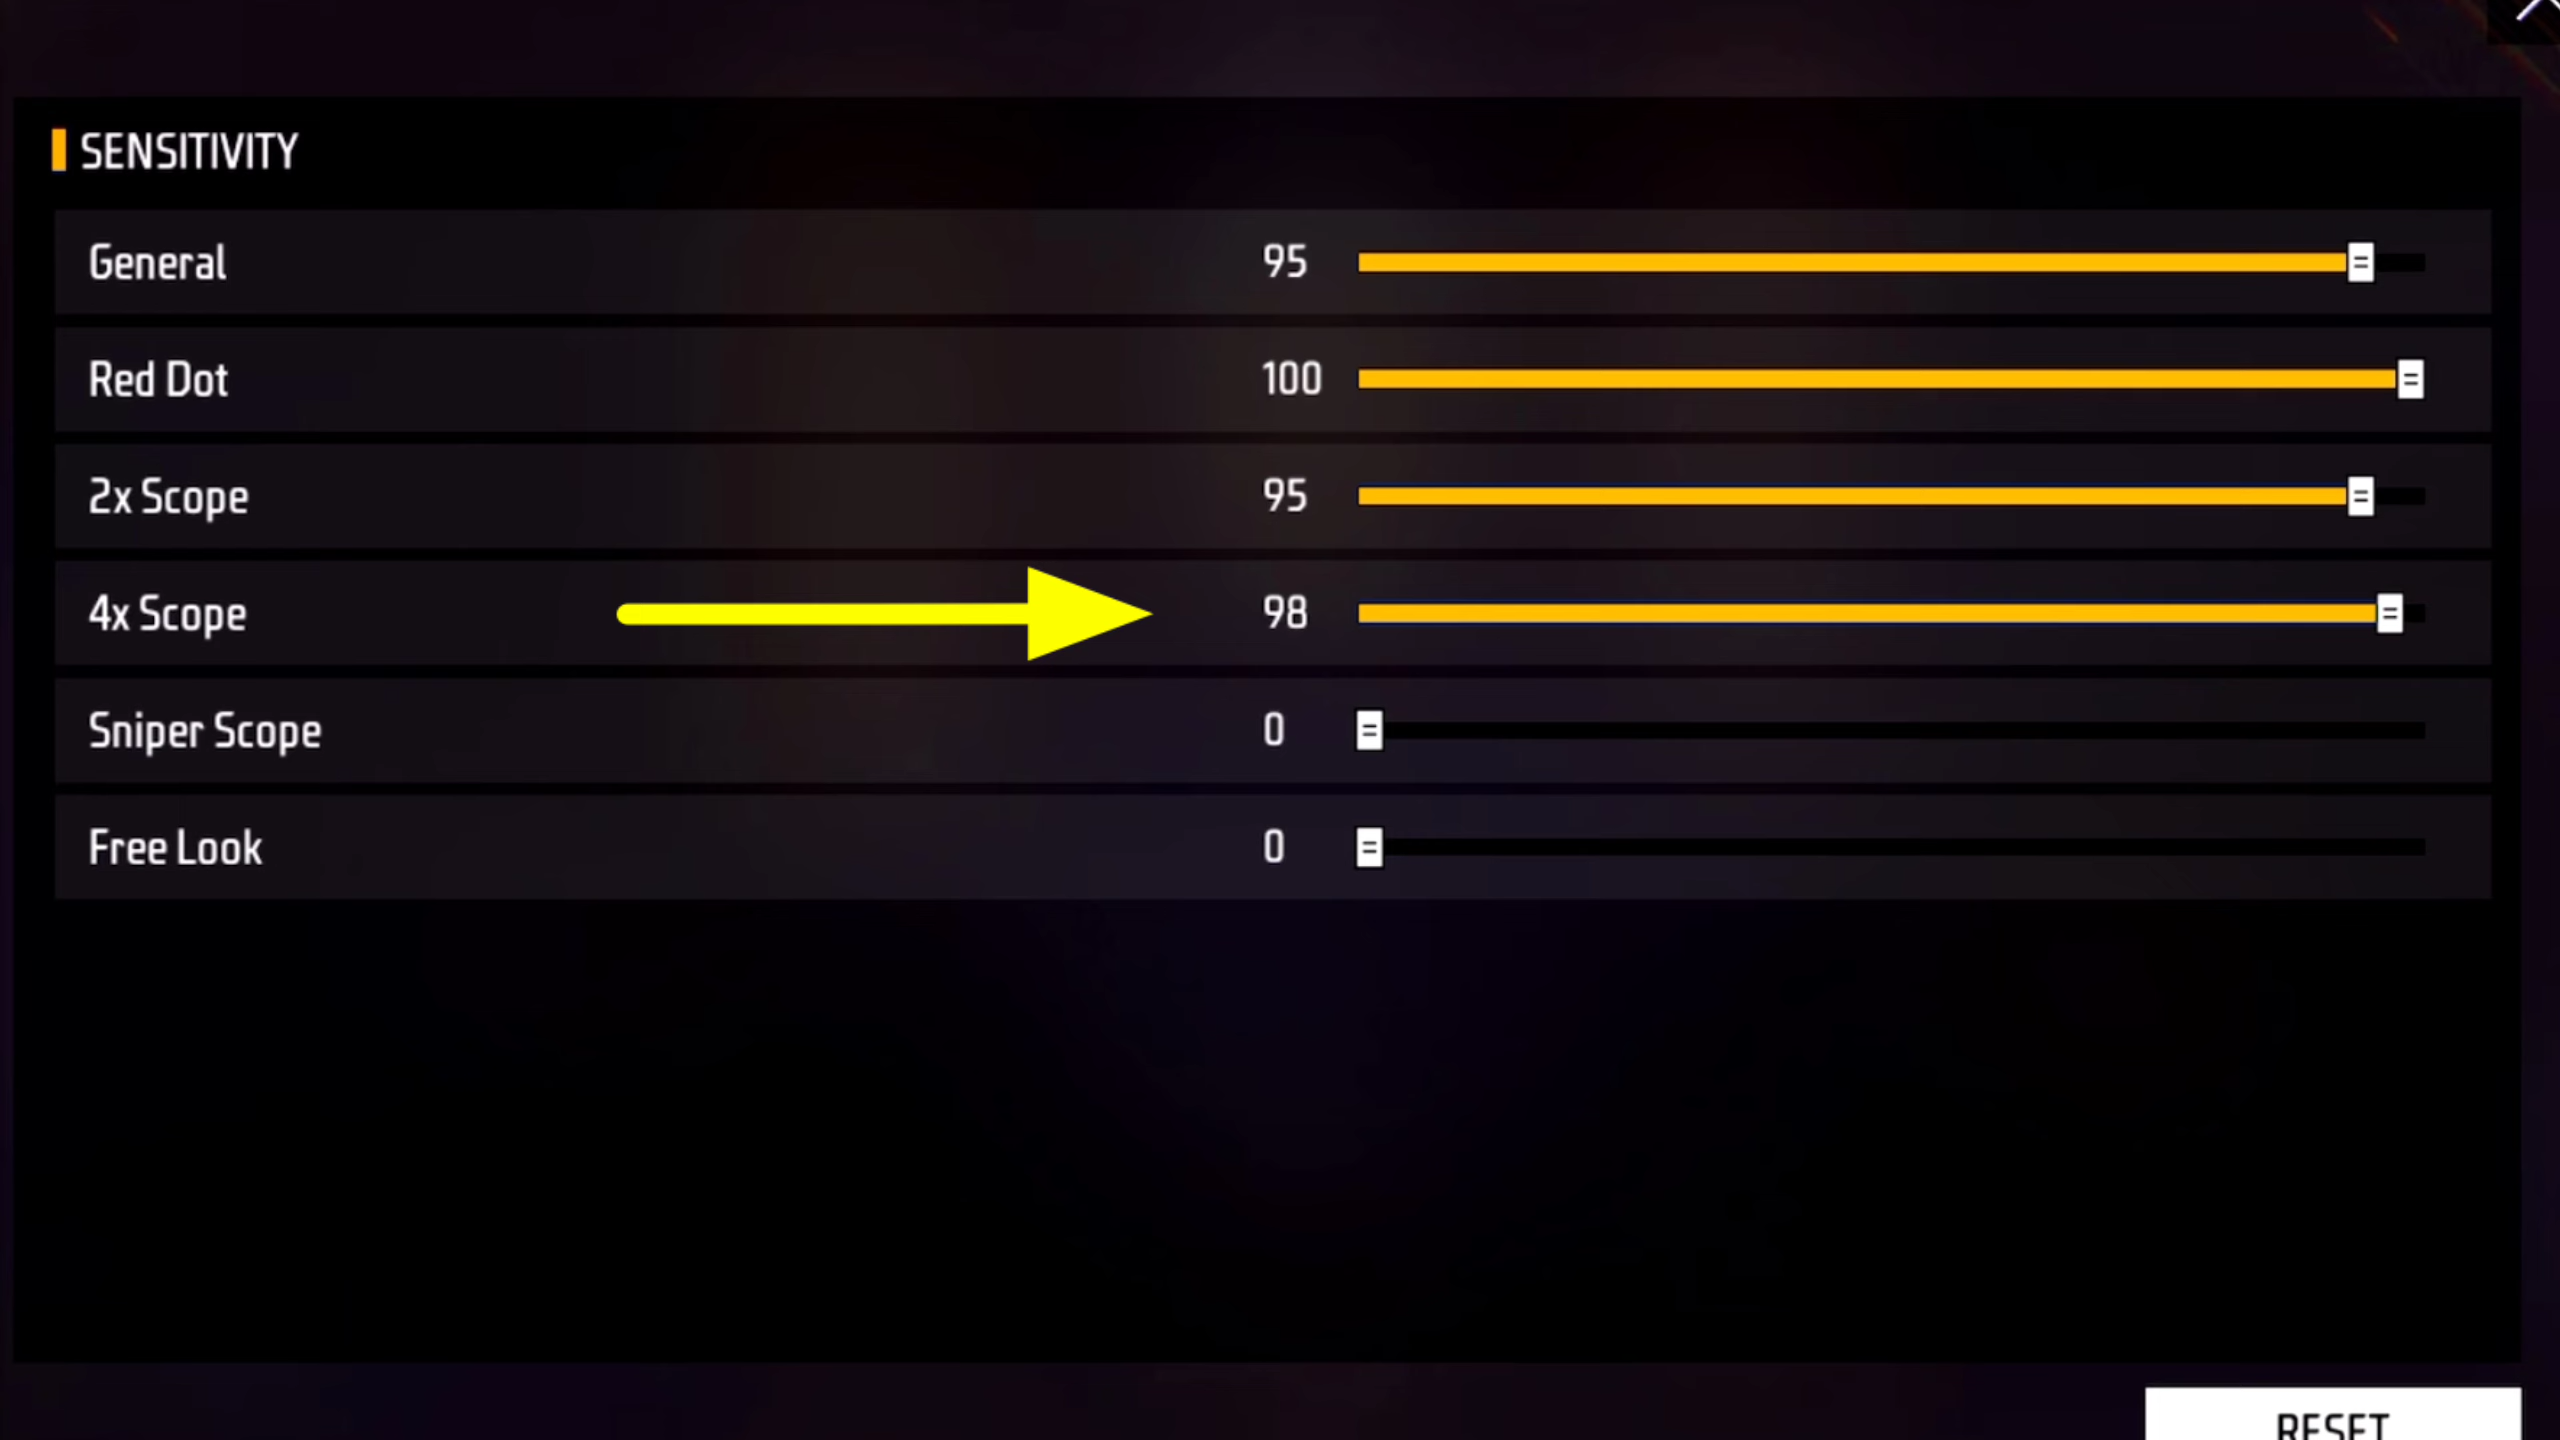 SENSITIVITY
General 95
Red Dot 100
2x Scope 95
4x Scope 98
Sniper Scope 0
Free Look 0
RESET